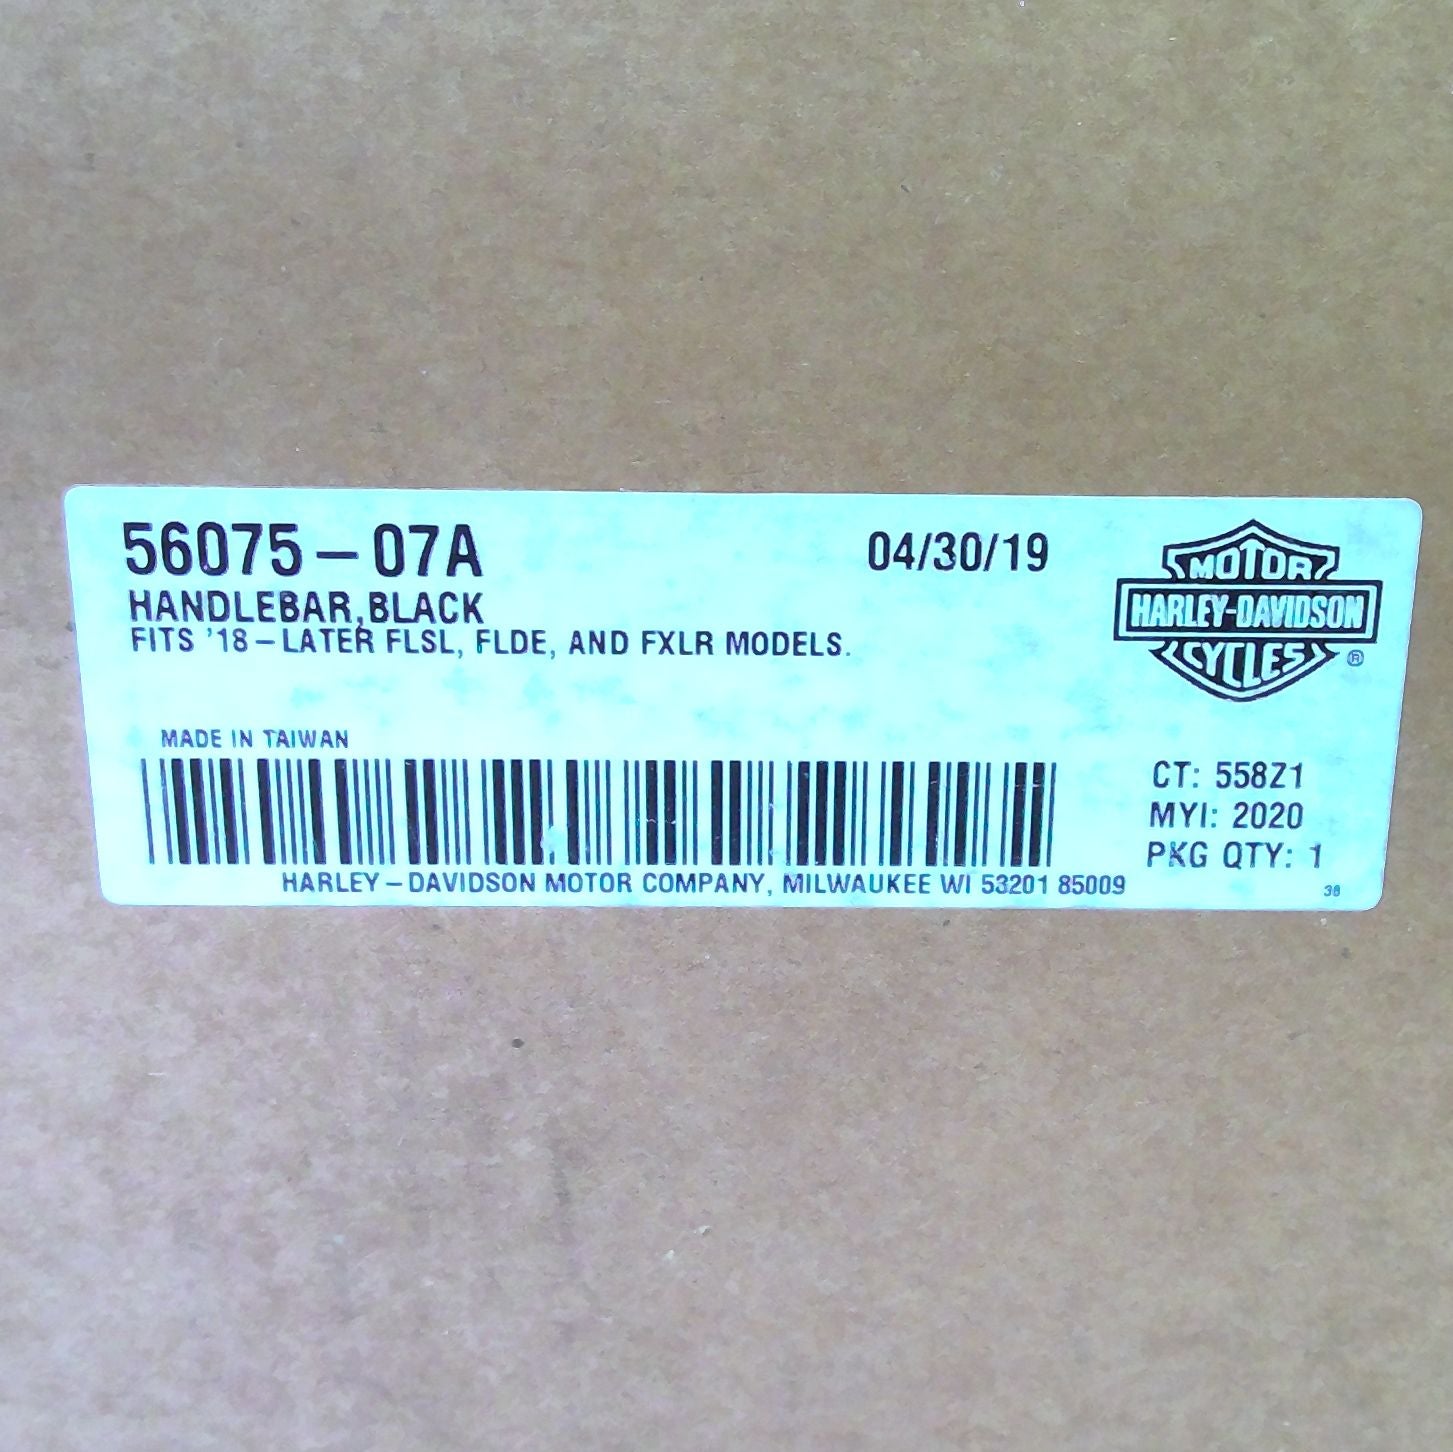 56075-07A
04/30/19
HANDLEBAR,BLACK
FITS '18-LATER FLSL, FLDE, AND FXLR MODELS.
MOTOR
HARLEY-DAVIDSON
CYCLES
®
MADE IN TAIWAN
CT: 558Z1
MYI: 2020
PKG QTY: 1
HARLEY-DAVIDSON MOTOR COMPANY, MILWAUKEE WI 53201 85009